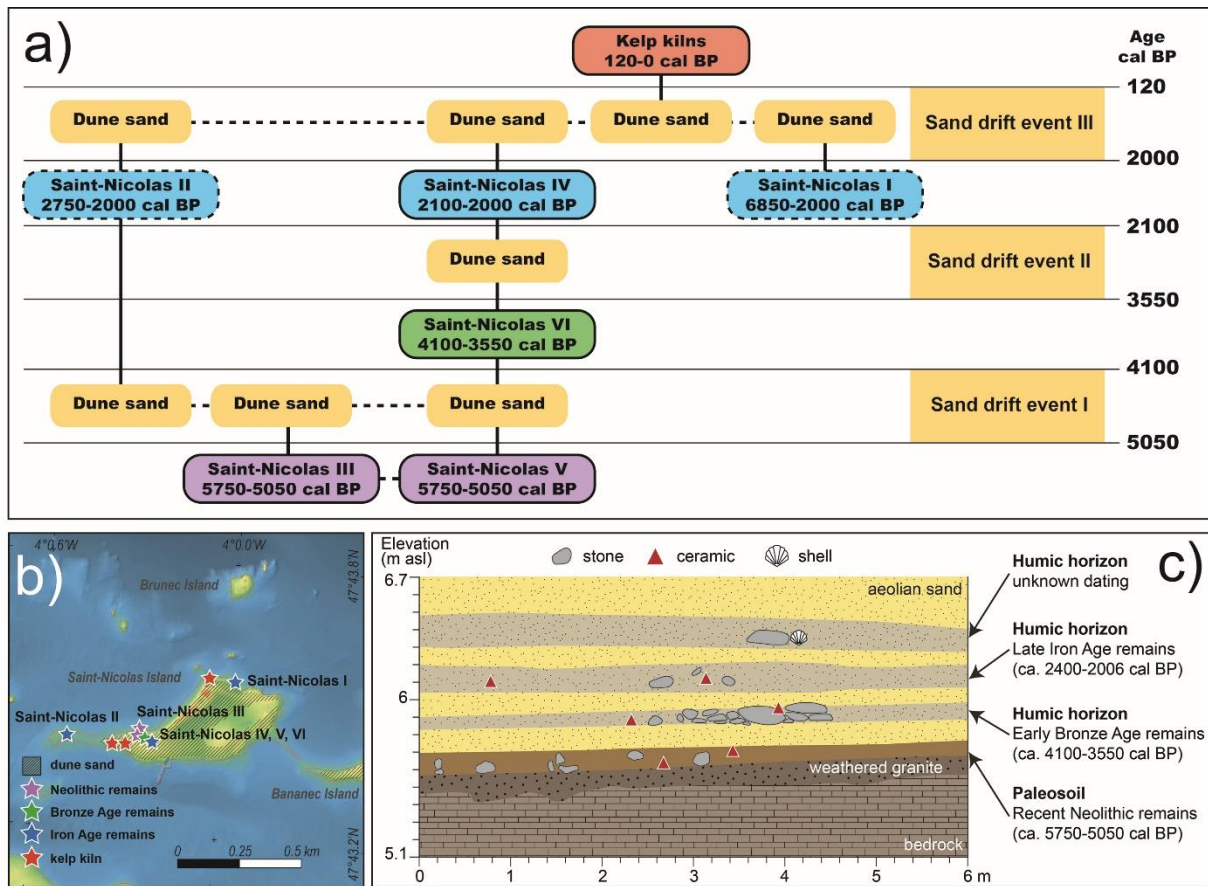 a)
Kelp kilns
120-0 cal BP
Age
cal BP
120
Dune sand
Dune sand
Dune sand
Dune sand
Sand drift event III
2000
Saint-Nicolas II
2750-2000 cal BP
Saint-Nicolas IV
2100-2000 cal BP
Saint-Nicolas I
6850-2000 cal BP
2100
Dune sand
Sand drift event II
3550
Saint-Nicolas VI
4100-3550 cal BP
4100
Dune sand
Dune sand
Dune sand
Sand drift event I
5050
Saint-Nicolas III
5750-5050 cal BP
Saint-Nicolas V
5750-5050 cal BP
b)
4°0.6'W
4°0.0'W
47°43.8'N
Brunec Island
Saint-Nicolas Island
Saint-Nicolas I
Saint-Nicolas III
Saint-Nicolas II
Saint-Nicolas IV, V, VI
dune sand
Neolithic remains
Bananec Island
Bronze Age remains
Iron Age remains
kelp kiln
0 0.25 0.5 km
47°43.2'N
c)
Elevation
(m asl)
stone
ceramic
shell
6.7
6
5.1
aeolian sand
weathered granite
bedrock
0 1 2 3 4 5 6 m
Humic horizon
unknown dating
Humic horizon
Late Iron Age remains
(ca. 2400-2006 cal BP)
Humic horizon
Early Bronze Age remains
(ca. 4100-3550 cal BP)
Paleosoil
Recent Neolithic remains
(ca. 5750-5050 cal BP)